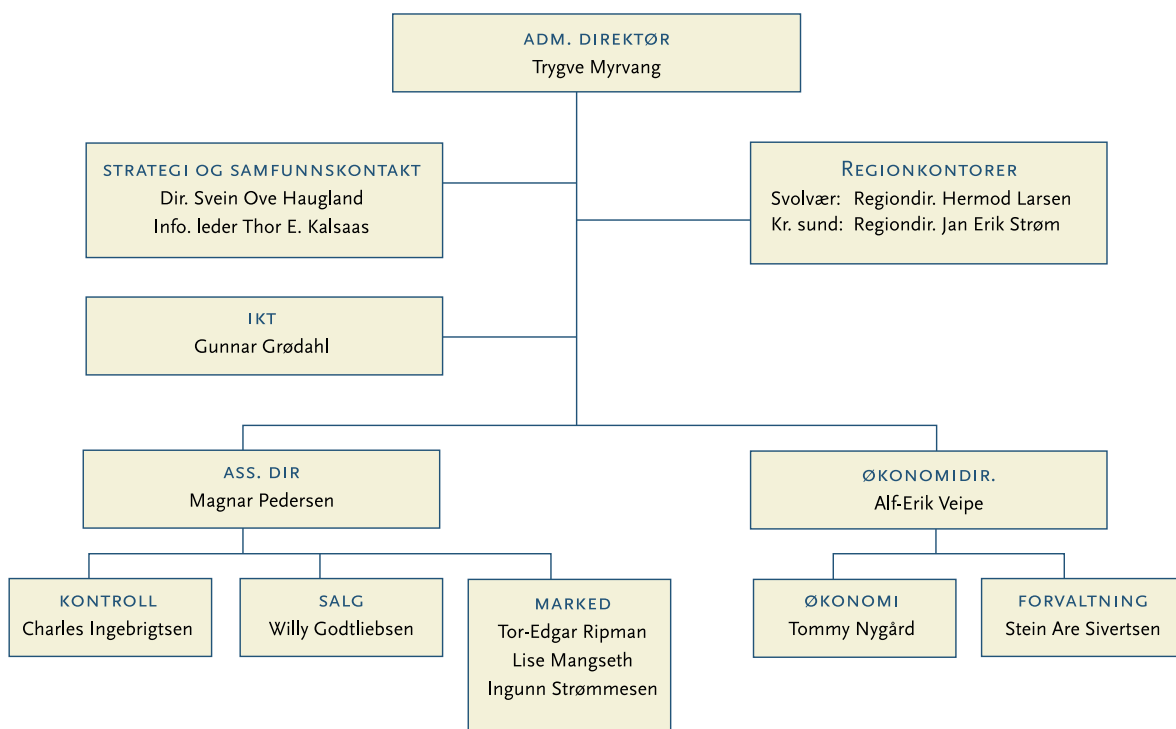 ADM. DIREKTØR
Trygve Myrvang
STRATEGI OG SAMFUNNSKONTAKT
Dir. Svein Ove Haugland
Info. leder Thor E. Kalsaas
REGIONKONTORER
Svolvær: Regiondir. Hermod Larsen
Kr. sund: Regiondir. Jan Erik Strøm
IKT
Gunnar Grødahl
ASS. DIR
Magnar Pedersen
ØKONOMIDIR.
Alf-Erik Veipe
KONTROLL
Charles Ingebrigtsen
SALG
Willy Godtliebsen
MARKED
Tor-Edgar Ripman
Lise Mangseth
Ingunn Strømmesen
ØKONOMI
Tommy Nygård
FORVALTNING
Stein Are Sivertsen